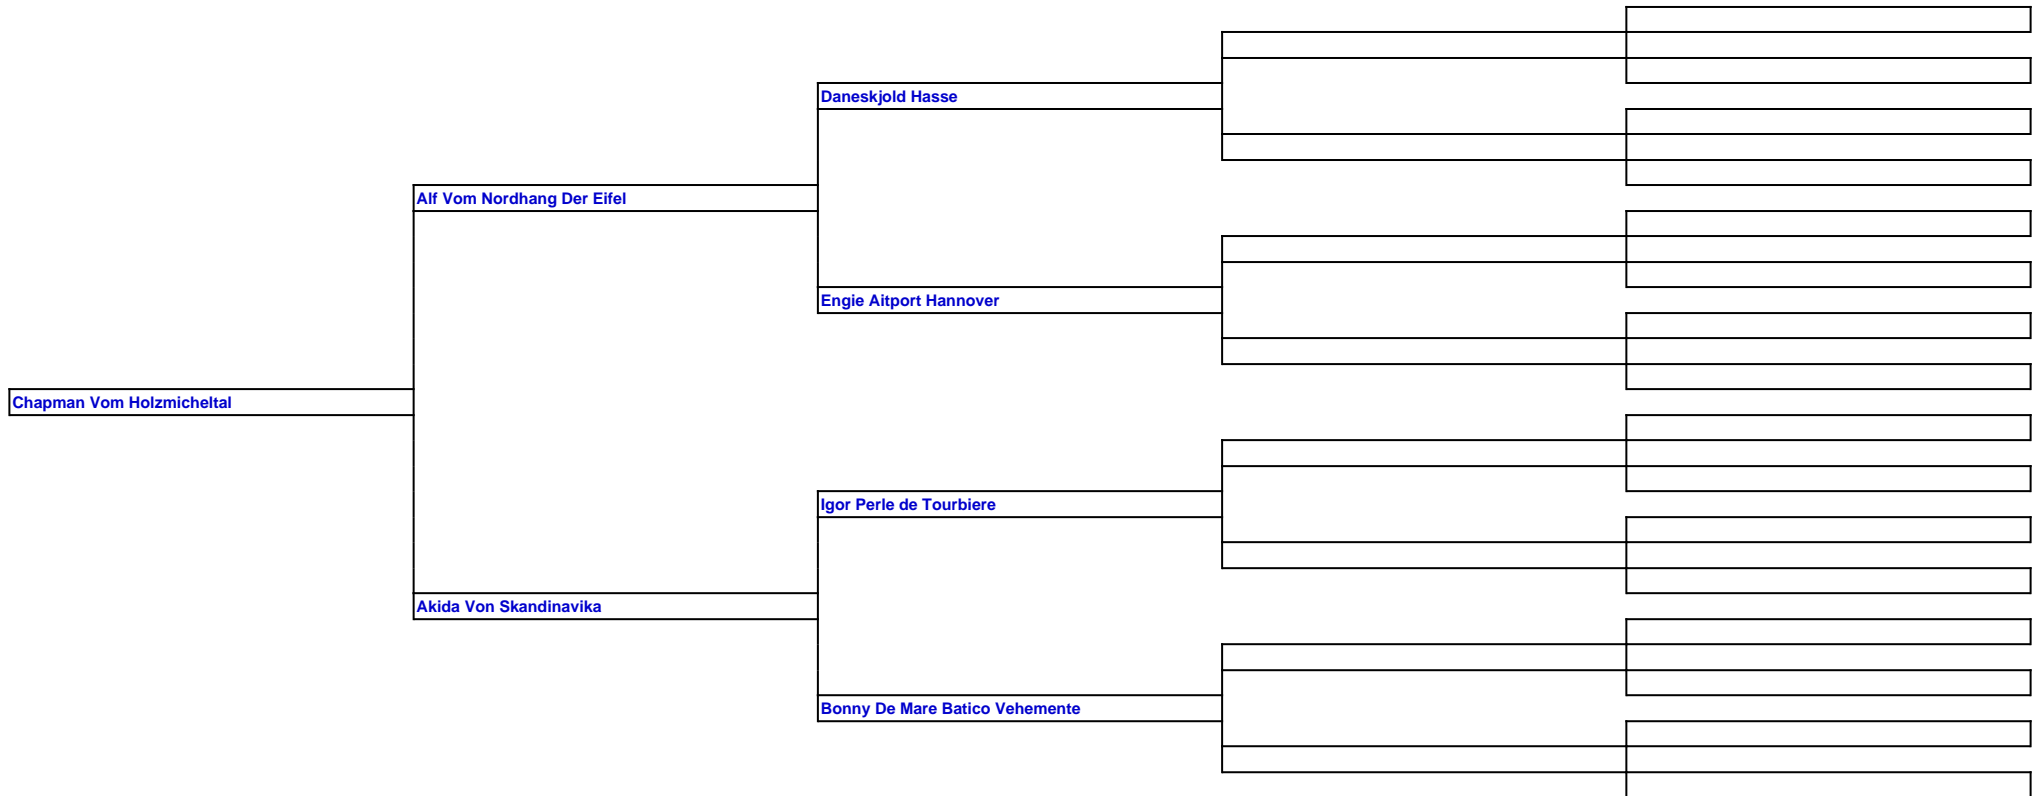 Daneskjold Hasse
Alf Vom Nordhang Der Eifel
Engie Aitport Hannover
Chapman Vom Holzmicheltal
Igor Perle de Tourbiere
Akida Von Skandinavika
Bonny De Mare Batico Vehemente